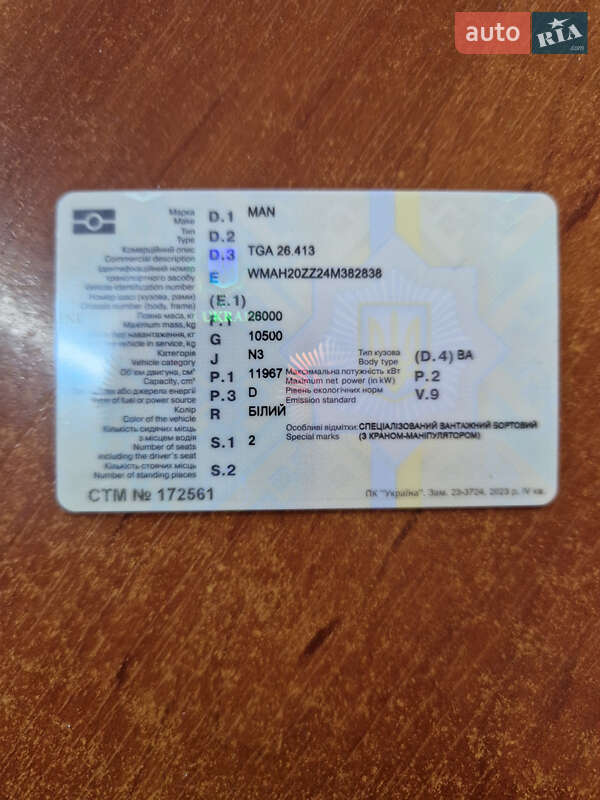 auto RIA .com
Марка D.1 MAN
Make
Тип D.2
Type
Комерційний опис D.3 TGA 26.413
Commercial description
Ідентифікаційний номер E WMAH20ZZ24M382838
транспортного засобу
Vehicle identification number
Номер шасі (кузова, рами) (E.1)
Chassis number (body, frame)
Повна маса, кг F.1 26000
Maximum mass, kg
без навантаження, кг G 10500
vehicle in service, kg
Категорія J N3 Тип кузова (D.4) BA
Vehicle category Body type
Об'єм двигуна, см³ P.1 11967 Максимальна потужність кВт P.2
Capacity, cm³ Maximum net power (in kW)
або джерела енергії P.3 D Рівень екологічних норм V.9
of fuel or power source Emission standard
Колір R БІЛИЙ
Color of the vehicle
Кількість сидячих місць S.1 2 Особливі відмітки: СПЕЦІАЛІЗОВАНИЙ ВАНТАЖНИЙ БОРТОВИЙ
з місцем водія Special marks (З КРАНОМ-МАНІПУЛЯТОРОМ)
Number of seats
including the driver's seat
Кількість стоячих місць S.2
Number of standing places
СТМ № 172561
ПК "Україна". Зам. 23-3724, 2023 р. IV кв.